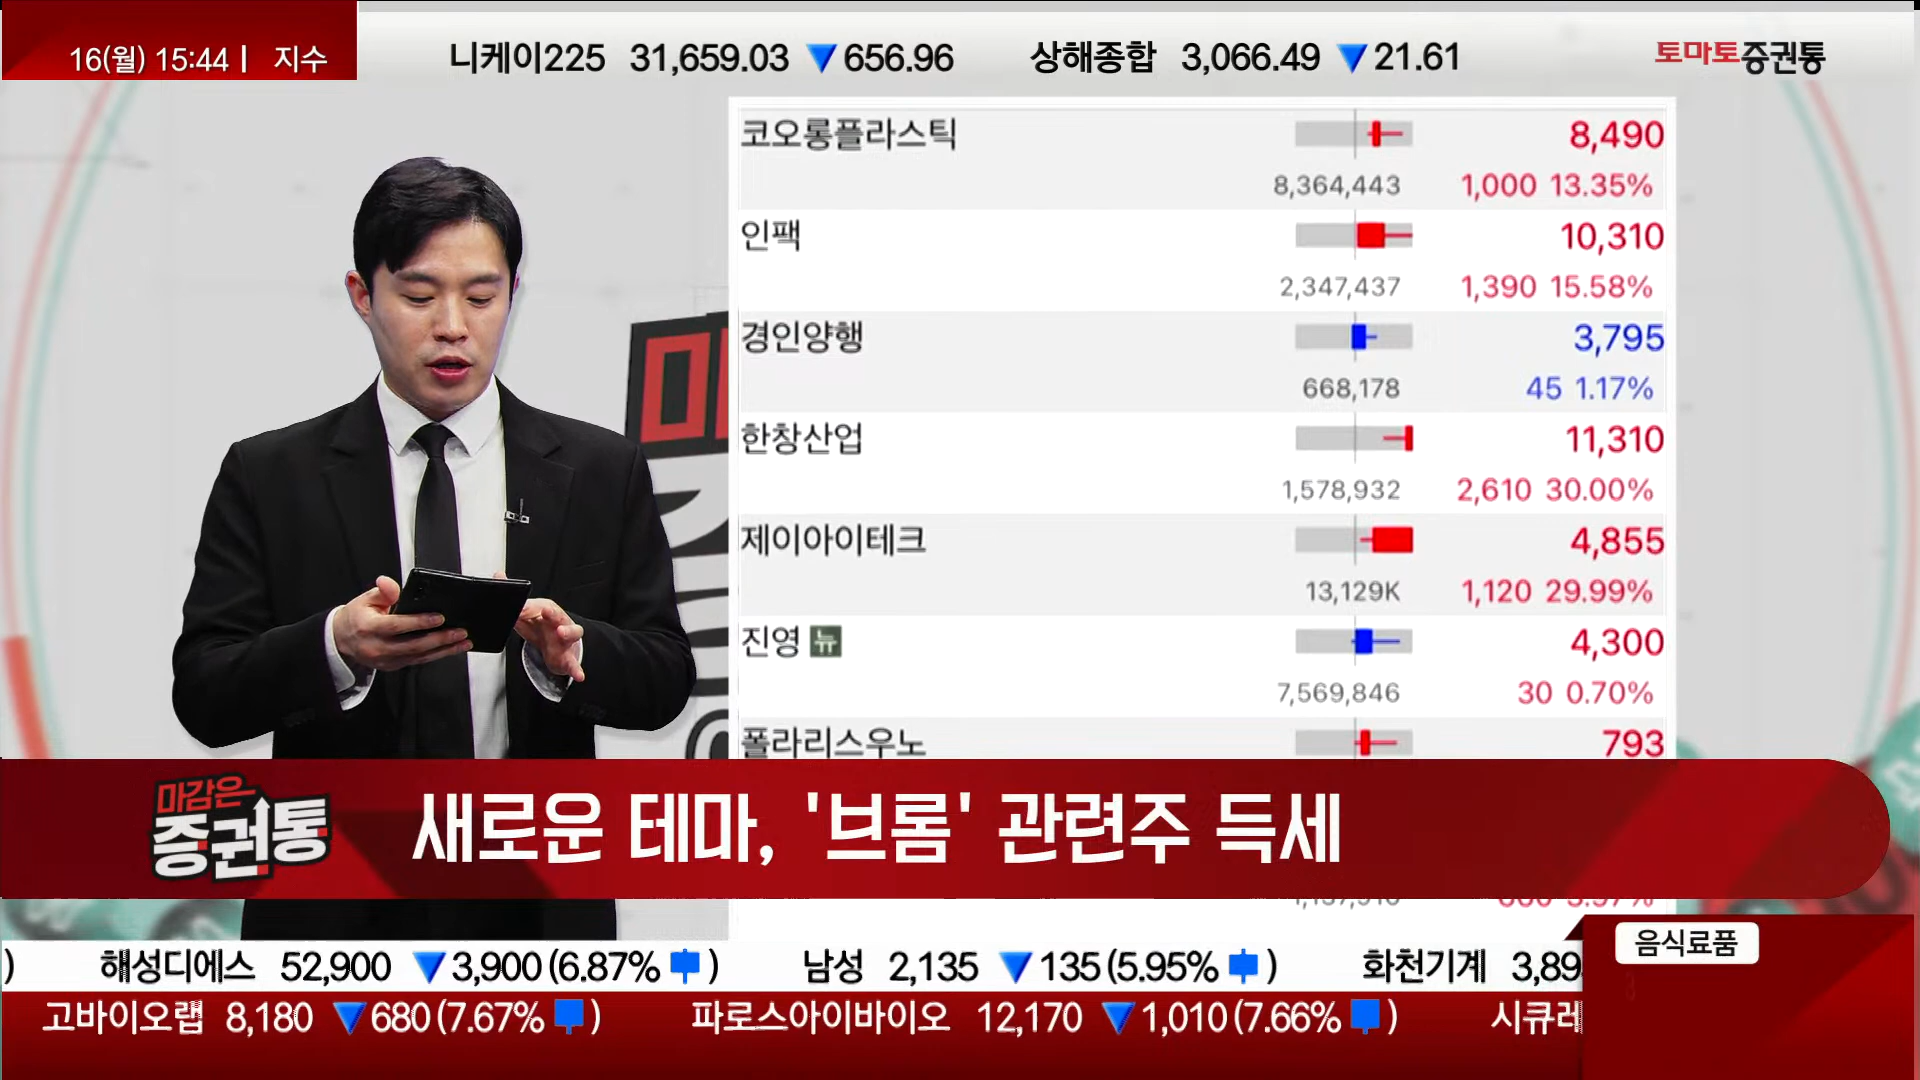 16(월) 15:44 | 지수
니케이225 31,659.03 ▼656.96 상해종합 3,066.49 ▼21.61
토마토증권통
코오롱플라스틱 8,490
8,364,443 1,000 13.35%
인팩 10,310
2,347,437 1,390 15.58%
경인양행 3,795
668,178 45 1.17%
한창산업 11,310
1,578,932 2,610 30.00%
제이아이테크 4,855
13,129K 1,120 29.99%
진영 뉴 4,300
7,569,846 30 0.70%
폴라리스우노 793
마감은
증권통
새로운 테마, '브롬' 관련주 득세
음식료품
) 해성디에스 52,900 ▼3,900(6.87% ) 남성 2,135 ▼135(5.95% ) 화천기계 3,89
고바이오랩 8,180 ▼680(7.67% ) 파로스아이바이오 12,170 ▼1,010(7.66% ) 시큐레